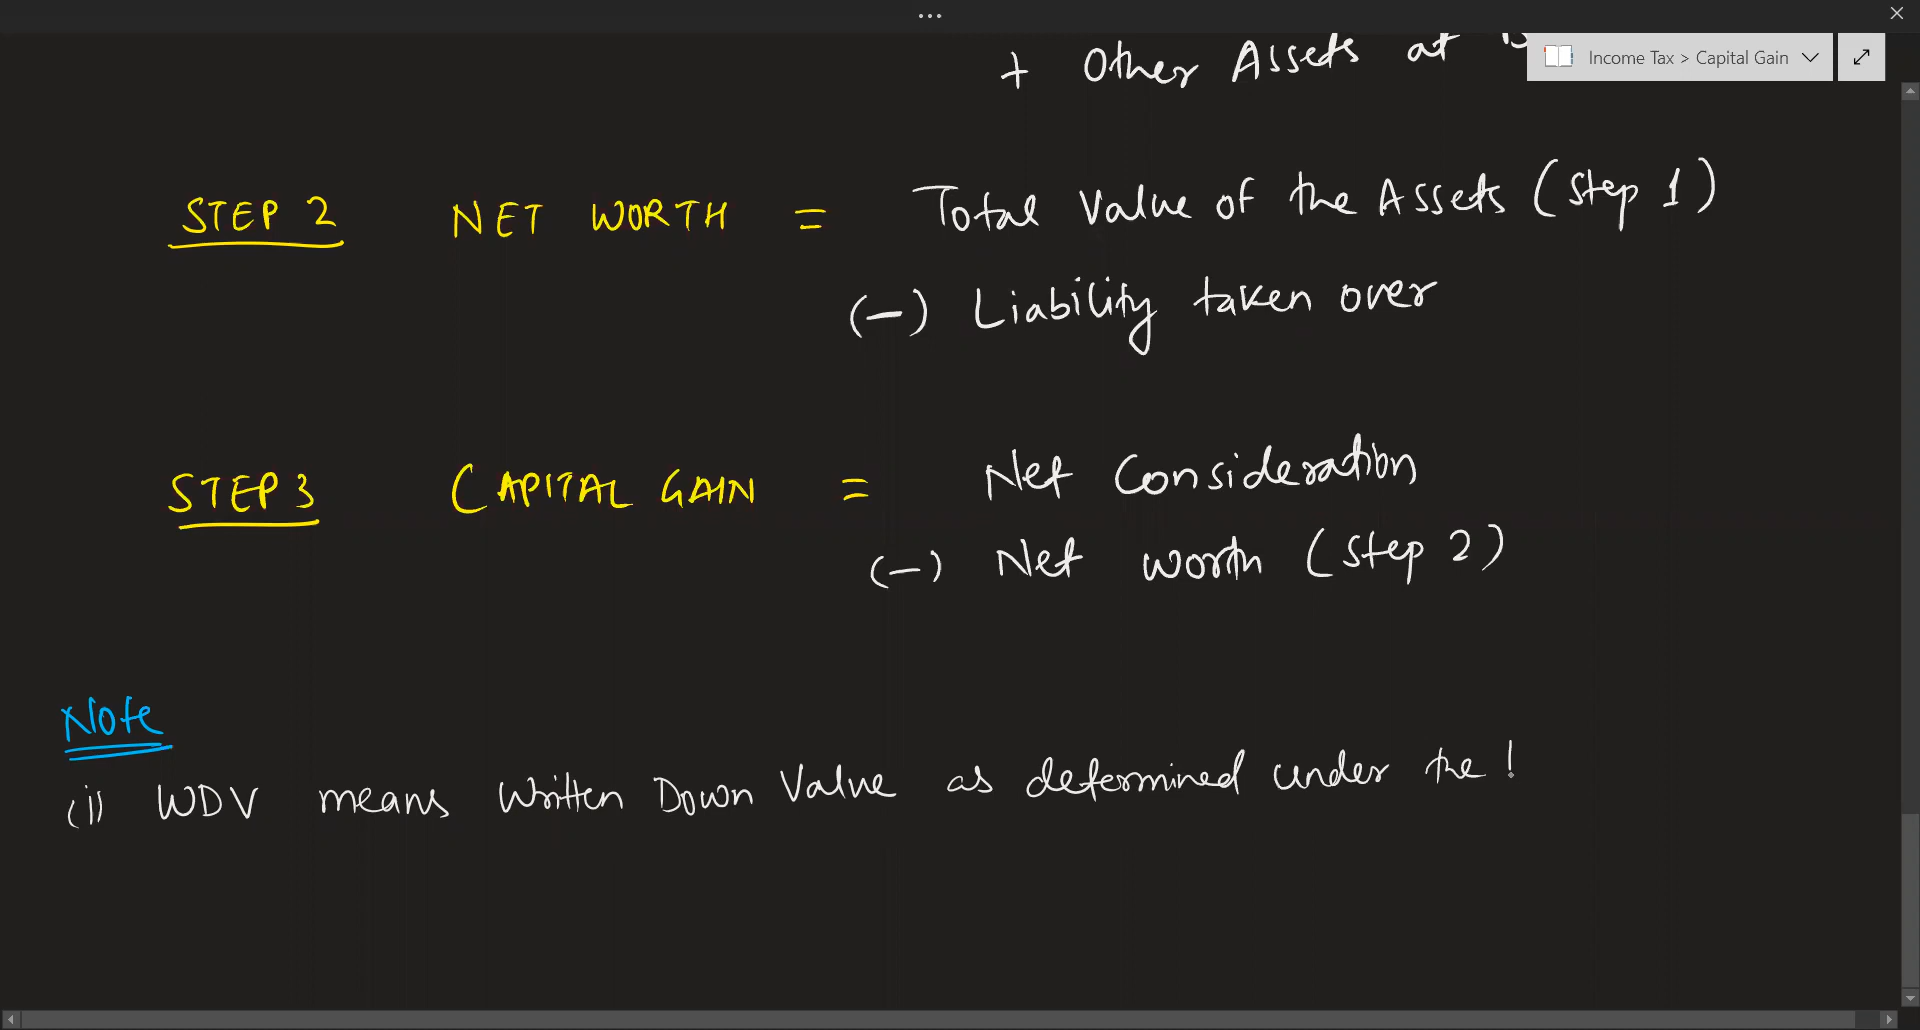 + Other Assets at
Income Tax > Capital Gain
STEP 2 NET WORTH = Total Value of the Assets (Step 1)
(-) Liability taken over
STEP 3 CAPITAL GAIN = Net Consideration
(-) Net worth (Step 2)
Note
(i) WDV means Written Down Value as determined under the